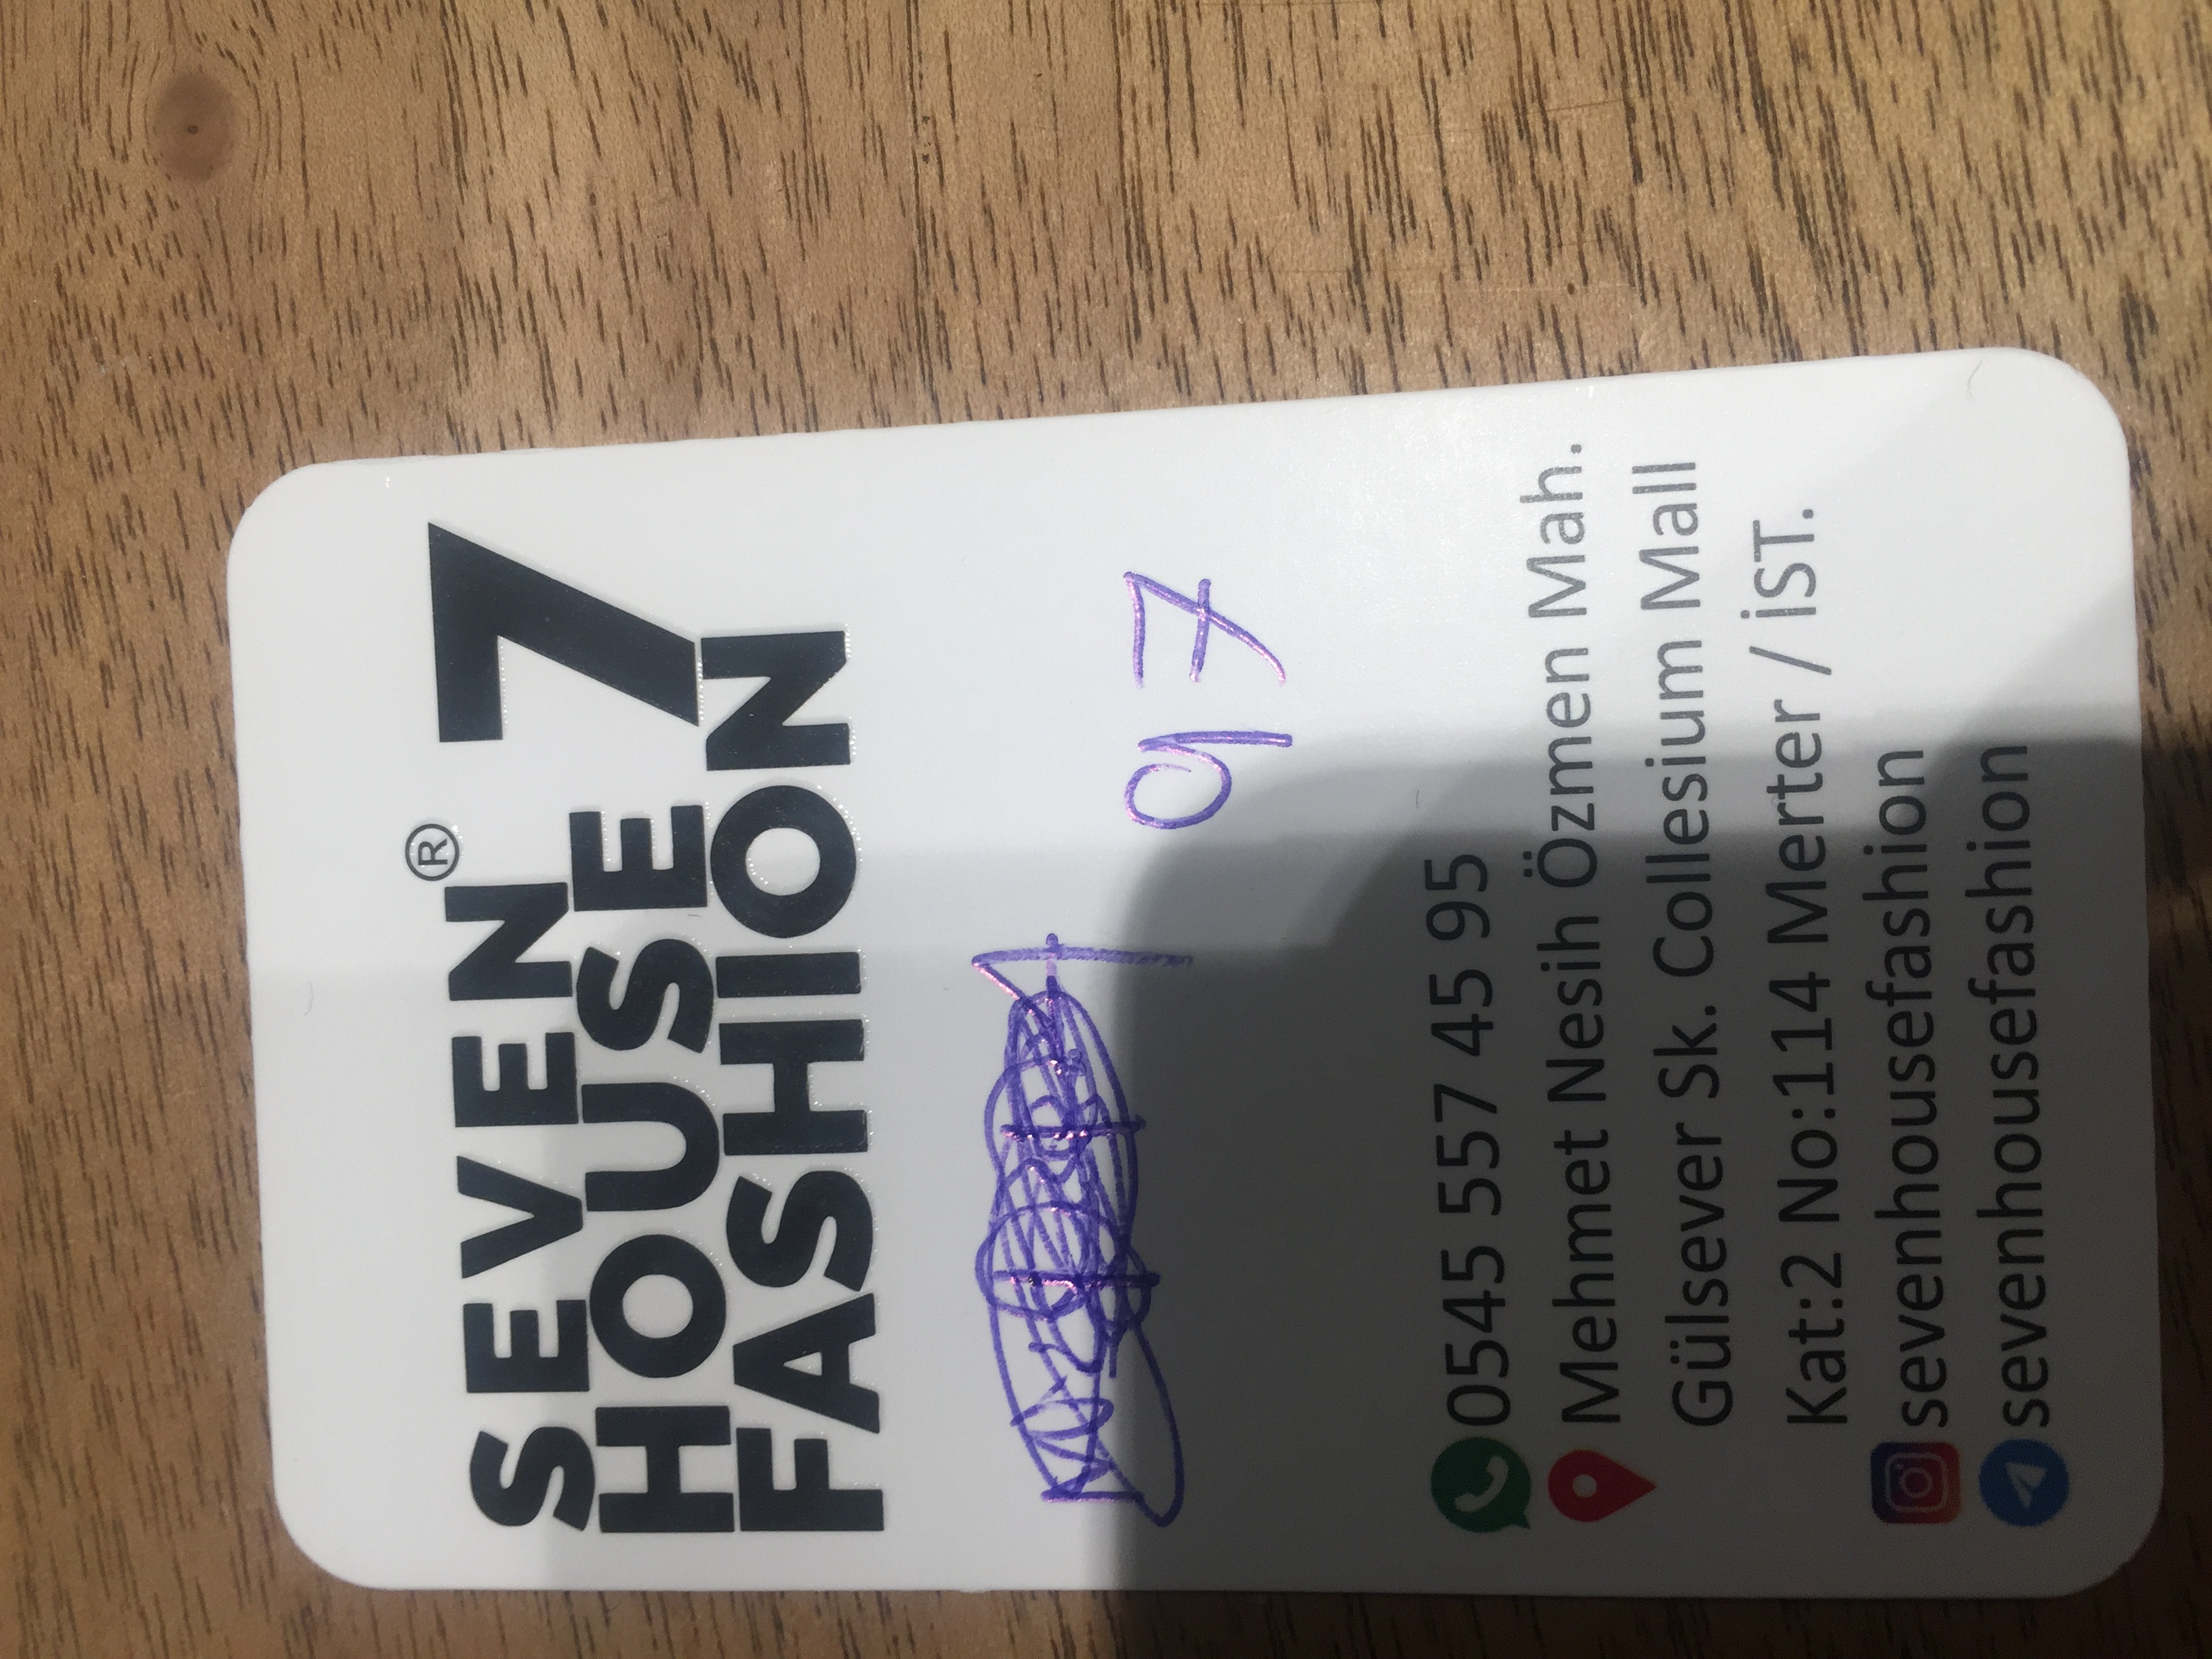 SEVEN® 7
HOUSE
FASHION
97
0545 557 45 95
Mehmet Nesih Özmen Mah.
Gülsever Sk. Collesium Mall
Kat:2 No:114 Merter / İST.
sevenhousefashion
sevenhousefashion